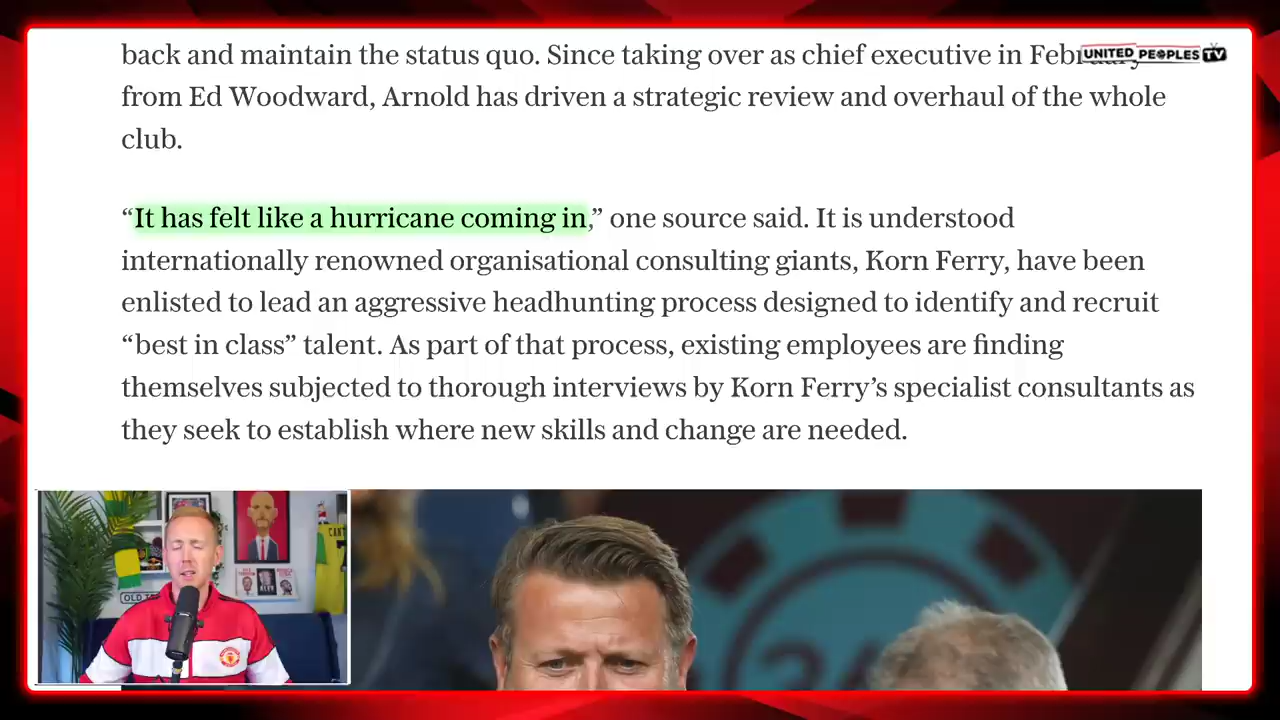 back and maintain the status quo. Since taking over as chief executive in February
UNITED PEOPLES TV
from Ed Woodward, Arnold has driven a strategic review and overhaul of the whole
club.
“It has felt like a hurricane coming in,” one source said. It is understood
internationally renowned organisational consulting giants, Korn Ferry, have been
enlisted to lead an aggressive headhunting process designed to identify and recruit
“best in class” talent. As part of that process, existing employees are finding
themselves subjected to thorough interviews by Korn Ferry’s specialist consultants as
they seek to establish where new skills and change are needed.